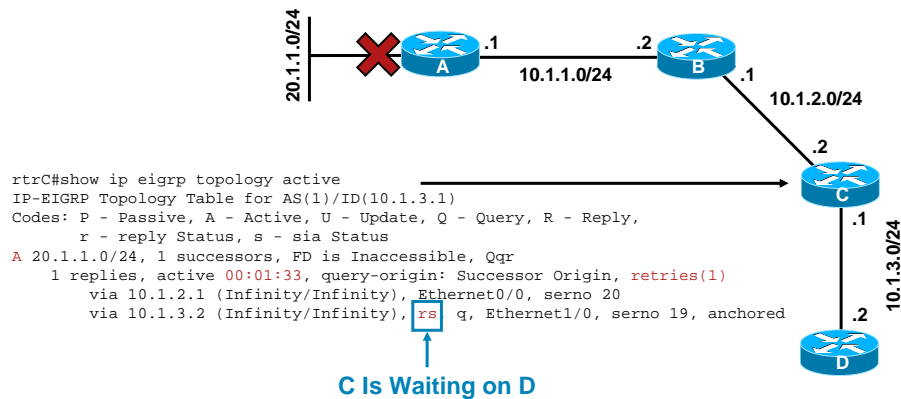 20.1.1.0/24
A
.1
10.1.1.0/24
.2
B
.1
10.1.2.0/24
.2
C
.1
10.1.3.0/24
.2
D
rtrC#show ip eigrp topology active
IP-EIGRP Topology Table for AS(1)/ID(10.1.3.1)
Codes: P - Passive, A - Active, U - Update, Q - Query, R - Reply,
r - reply Status, s - sia Status
A 20.1.1.0/24, 1 successors, FD is Inaccessible, Qqr
1 replies, active 00:01:33, query-origin: Successor Origin, retries(1)
via 10.1.2.1 (Infinity/Infinity), Ethernet0/0, serno 20
via 10.1.3.2 (Infinity/Infinity), rs, q, Ethernet1/0, serno 19, anchored
C Is Waiting on D